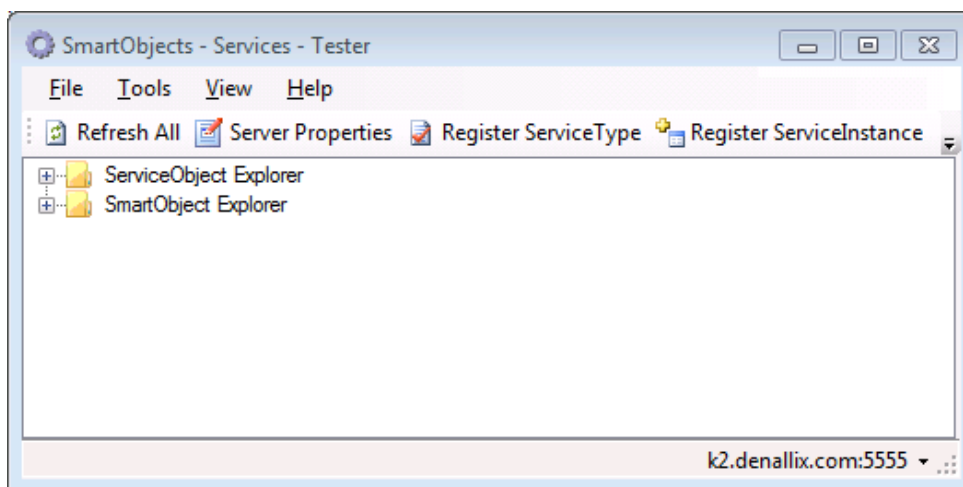 SmartObjects - Services - Tester
File Tools View Help
Refresh All Server Properties Register ServiceType Register ServiceInstance
ServiceObject Explorer
SmartObject Explorer
k2.denallix.com:5555